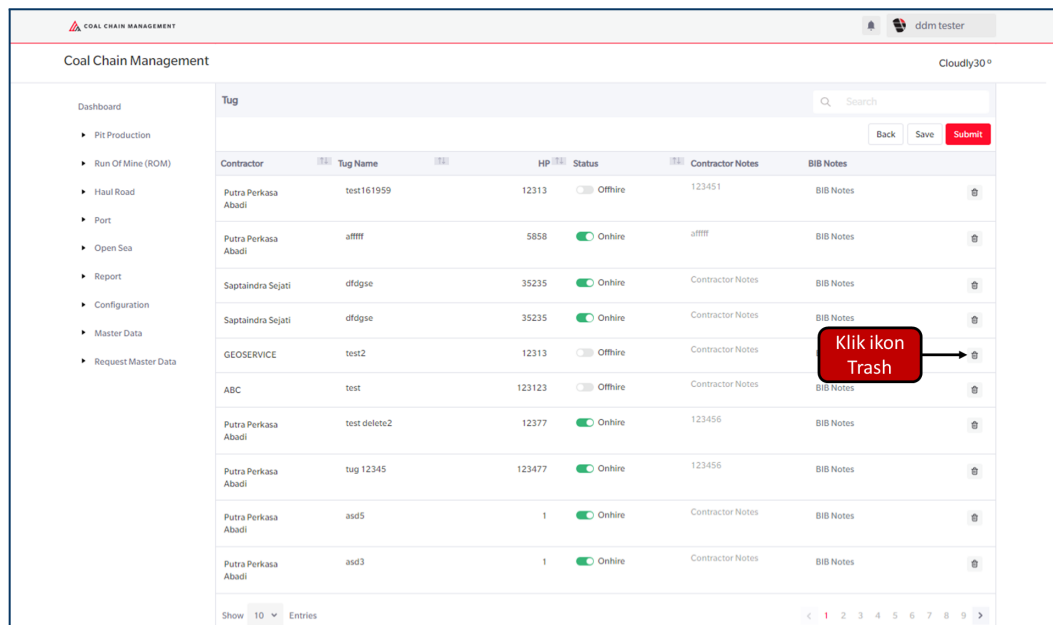 COAL CHAIN MANAGEMENT
ddm tester
Coal Chain Management
Cloudly30 º
Dashboard
Pit Production
Run Of Mine (ROM)
Haul Road
Port
Open Sea
Report
Configuration
Master Data
Request Master Data
Tug
Search
Back Save Submit
Contractor Tug Name HP Status Contractor Notes BIB Notes
Putra Perkasa Abadi test161959 12313 Offhire 123451 BIB Notes
Putra Perkasa Abadi afffff 5858 Onhire afffff BIB Notes
Saptaindra Sejati dfdgse 35235 Onhire Contractor Notes BIB Notes
Saptaindra Sejati dfdgse 35235 Onhire Contractor Notes BIB Notes
GEOSERVICE test2 12313 Offhire Contractor Notes
Klik ikon
Trash
ABC test 123123 Offhire Contractor Notes BIB Notes
Putra Perkasa Abadi test delete2 12377 Onhire 123456 BIB Notes
Putra Perkasa Abadi tug 12345 123477 Onhire 123456 BIB Notes
Putra Perkasa Abadi asd5 1 Onhire Contractor Notes BIB Notes
Putra Perkasa Abadi asd3 1 Onhire Contractor Notes BIB Notes
Show 10 Entries
< 1 2 3 4 5 6 7 8 9 >